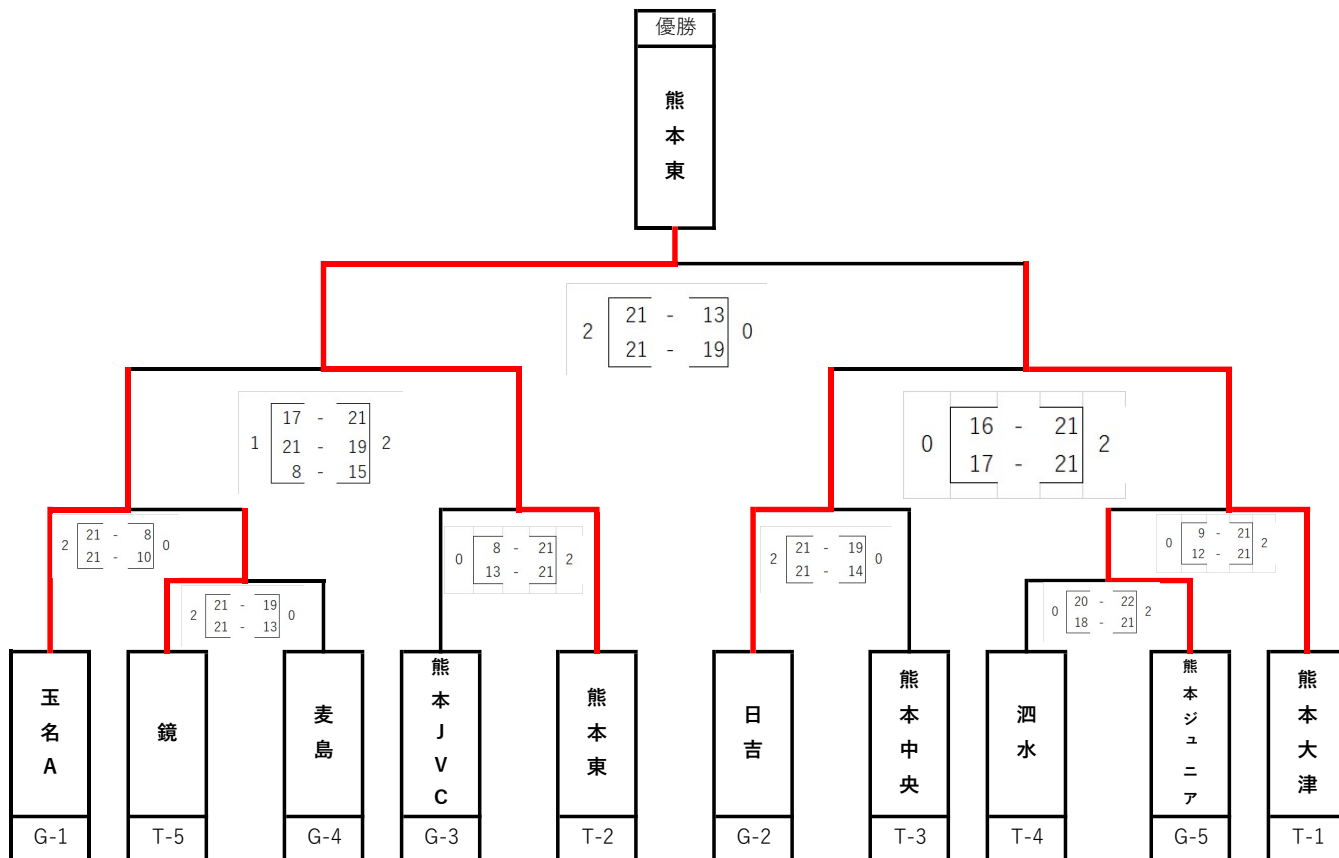 優勝
熊本東
21 - 13
2 0
21 - 19
17 - 21
1 21 - 19 2
8 - 15
16 - 21
0 2
17 - 21
21 - 8
2 0
21 - 10
8 - 21
0 2
13 - 21
21 - 19
2 0
21 - 14
9 - 21
0 2
12 - 21
21 - 19
2 0
21 - 13
20 - 22
0 2
18 - 21
玉名A
鏡
麦島
熊本JVC
熊本東
日吉
熊本中央
泗水
熊本ジュニア
熊本大津
G-1
T-5
G-4
G-3
T-2
G-2
T-3
T-4
G-5
T-1